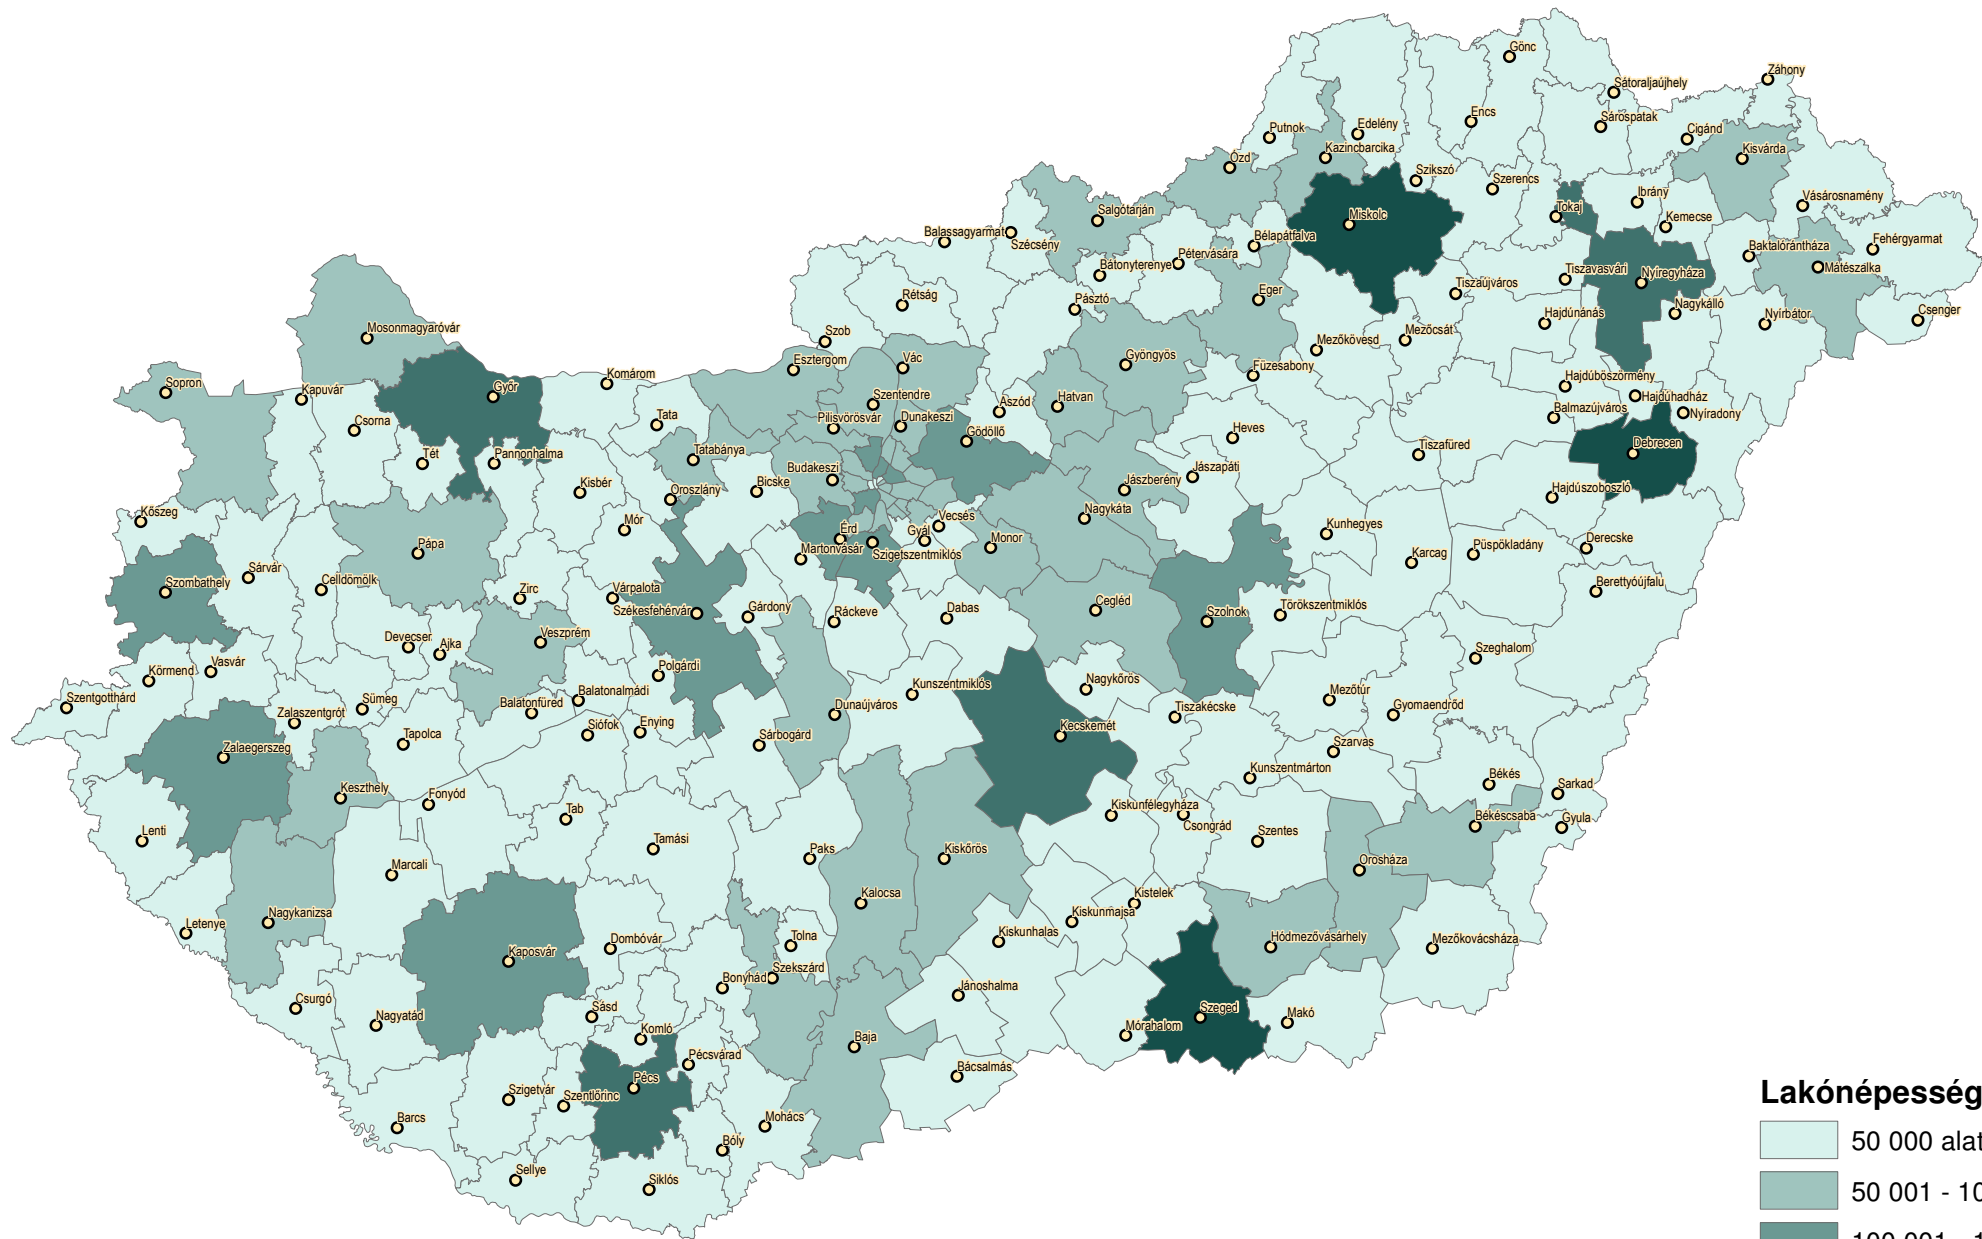 Gönc
Záhony
Sátoraljaújhely
Encs
Sárospatak
Cigánd
Putnok
Edelény
Kazincbarcika
Kisvárda
Ózd
Szikszó
Szerencs
Ibrány
Vásárosnamény
Tokaj
Kemecse
Miskolc
Salgótarján
Balassagyarmat
Szécsény
Bélapátfalva
Pétervására
Bátonyterenye
Baktalórántháza
Fehérgyarmat
Mátészalka
Tiszavasvári
Nyíregyháza
Tiszaújváros
Eger
Rétság
Pásztó
Nagykálló
Nyírbátor
Csenger
Hajdúnánás
Mosonmagyaróvár
Szob
Mezőkövesd
Mezőcsát
Esztergom
Vác
Gyöngyös
Füzesabony
Sopron
Kapuvár
Győr
Komárom
Szentendre
Aszód
Hatvan
Hajdúböszörmény
Hajdúhadház
Balmazújváros
Nyíradony
Csorna
Tata
Pilisvörösvár
Dunakeszi
Gödöllő
Heves
Debrecen
Tét
Pannonhalma
Tatabánya
Tiszafüred
Budakeszi
Jászapáti
Kisbér
Oroszlány
Bicske
Jászberény
Hajdúszoboszló
Kőszeg
Mór
Nagykáta
Vecsés
Érd
Gyál
Martonvásár
Szigetszentmiklós
Monor
Kunhegyes
Karcag
Püspökladány
Derecske
Pápa
Szombathely
Sárvár
Celldömölk
Zirc
Várpalota
Székesfehérvár
Gárdony
Ráckeve
Dabas
Cegléd
Szolnok
Törökszentmiklós
Berettyóújfalu
Devecser
Ajka
Veszprém
Szeghalom
Körmend
Vasvár
Polgárdi
Nagykőrös
Szentgotthárd
Sümeg
Balatonfüred
Balatonalmádi
Kunszentmiklós
Mezőtúr
Gyomaendrőd
Zalaszentgrót
Tapolca
Siófok
Enying
Dunaújváros
Tiszakécske
Zalaegerszeg
Sárbogárd
Kecskemét
Szarvas
Kunszentmárton
Békés
Sarkad
Keszthely
Fonyód
Tab
Kiskunfélegyháza
Csongrád
Békéscsaba
Gyula
Lenti
Tamási
Paks
Kiskőrös
Szentes
Orosháza
Marcali
Kalocsa
Kistelek
Kiskunmajsa
Letenye
Nagykanizsa
Kaposvár
Dombóvár
Tolna
Kiskunhalas
Hódmezővásárhely
Mezőkovácsháza
Bonyhád
Szekszárd
Jánoshalma
Csurgó
Nagyatád
Sásd
Komló
Baja
Mórahalom
Szeged
Makó
Pécsvárad
Bácsalmás
Szigetvár
Szentlőrinc
Pécs
Barcs
Mohács
Bóly
Sellye
Siklós
Lakónépesség
50 000 alat
50 001 - 10
100 001 - 1